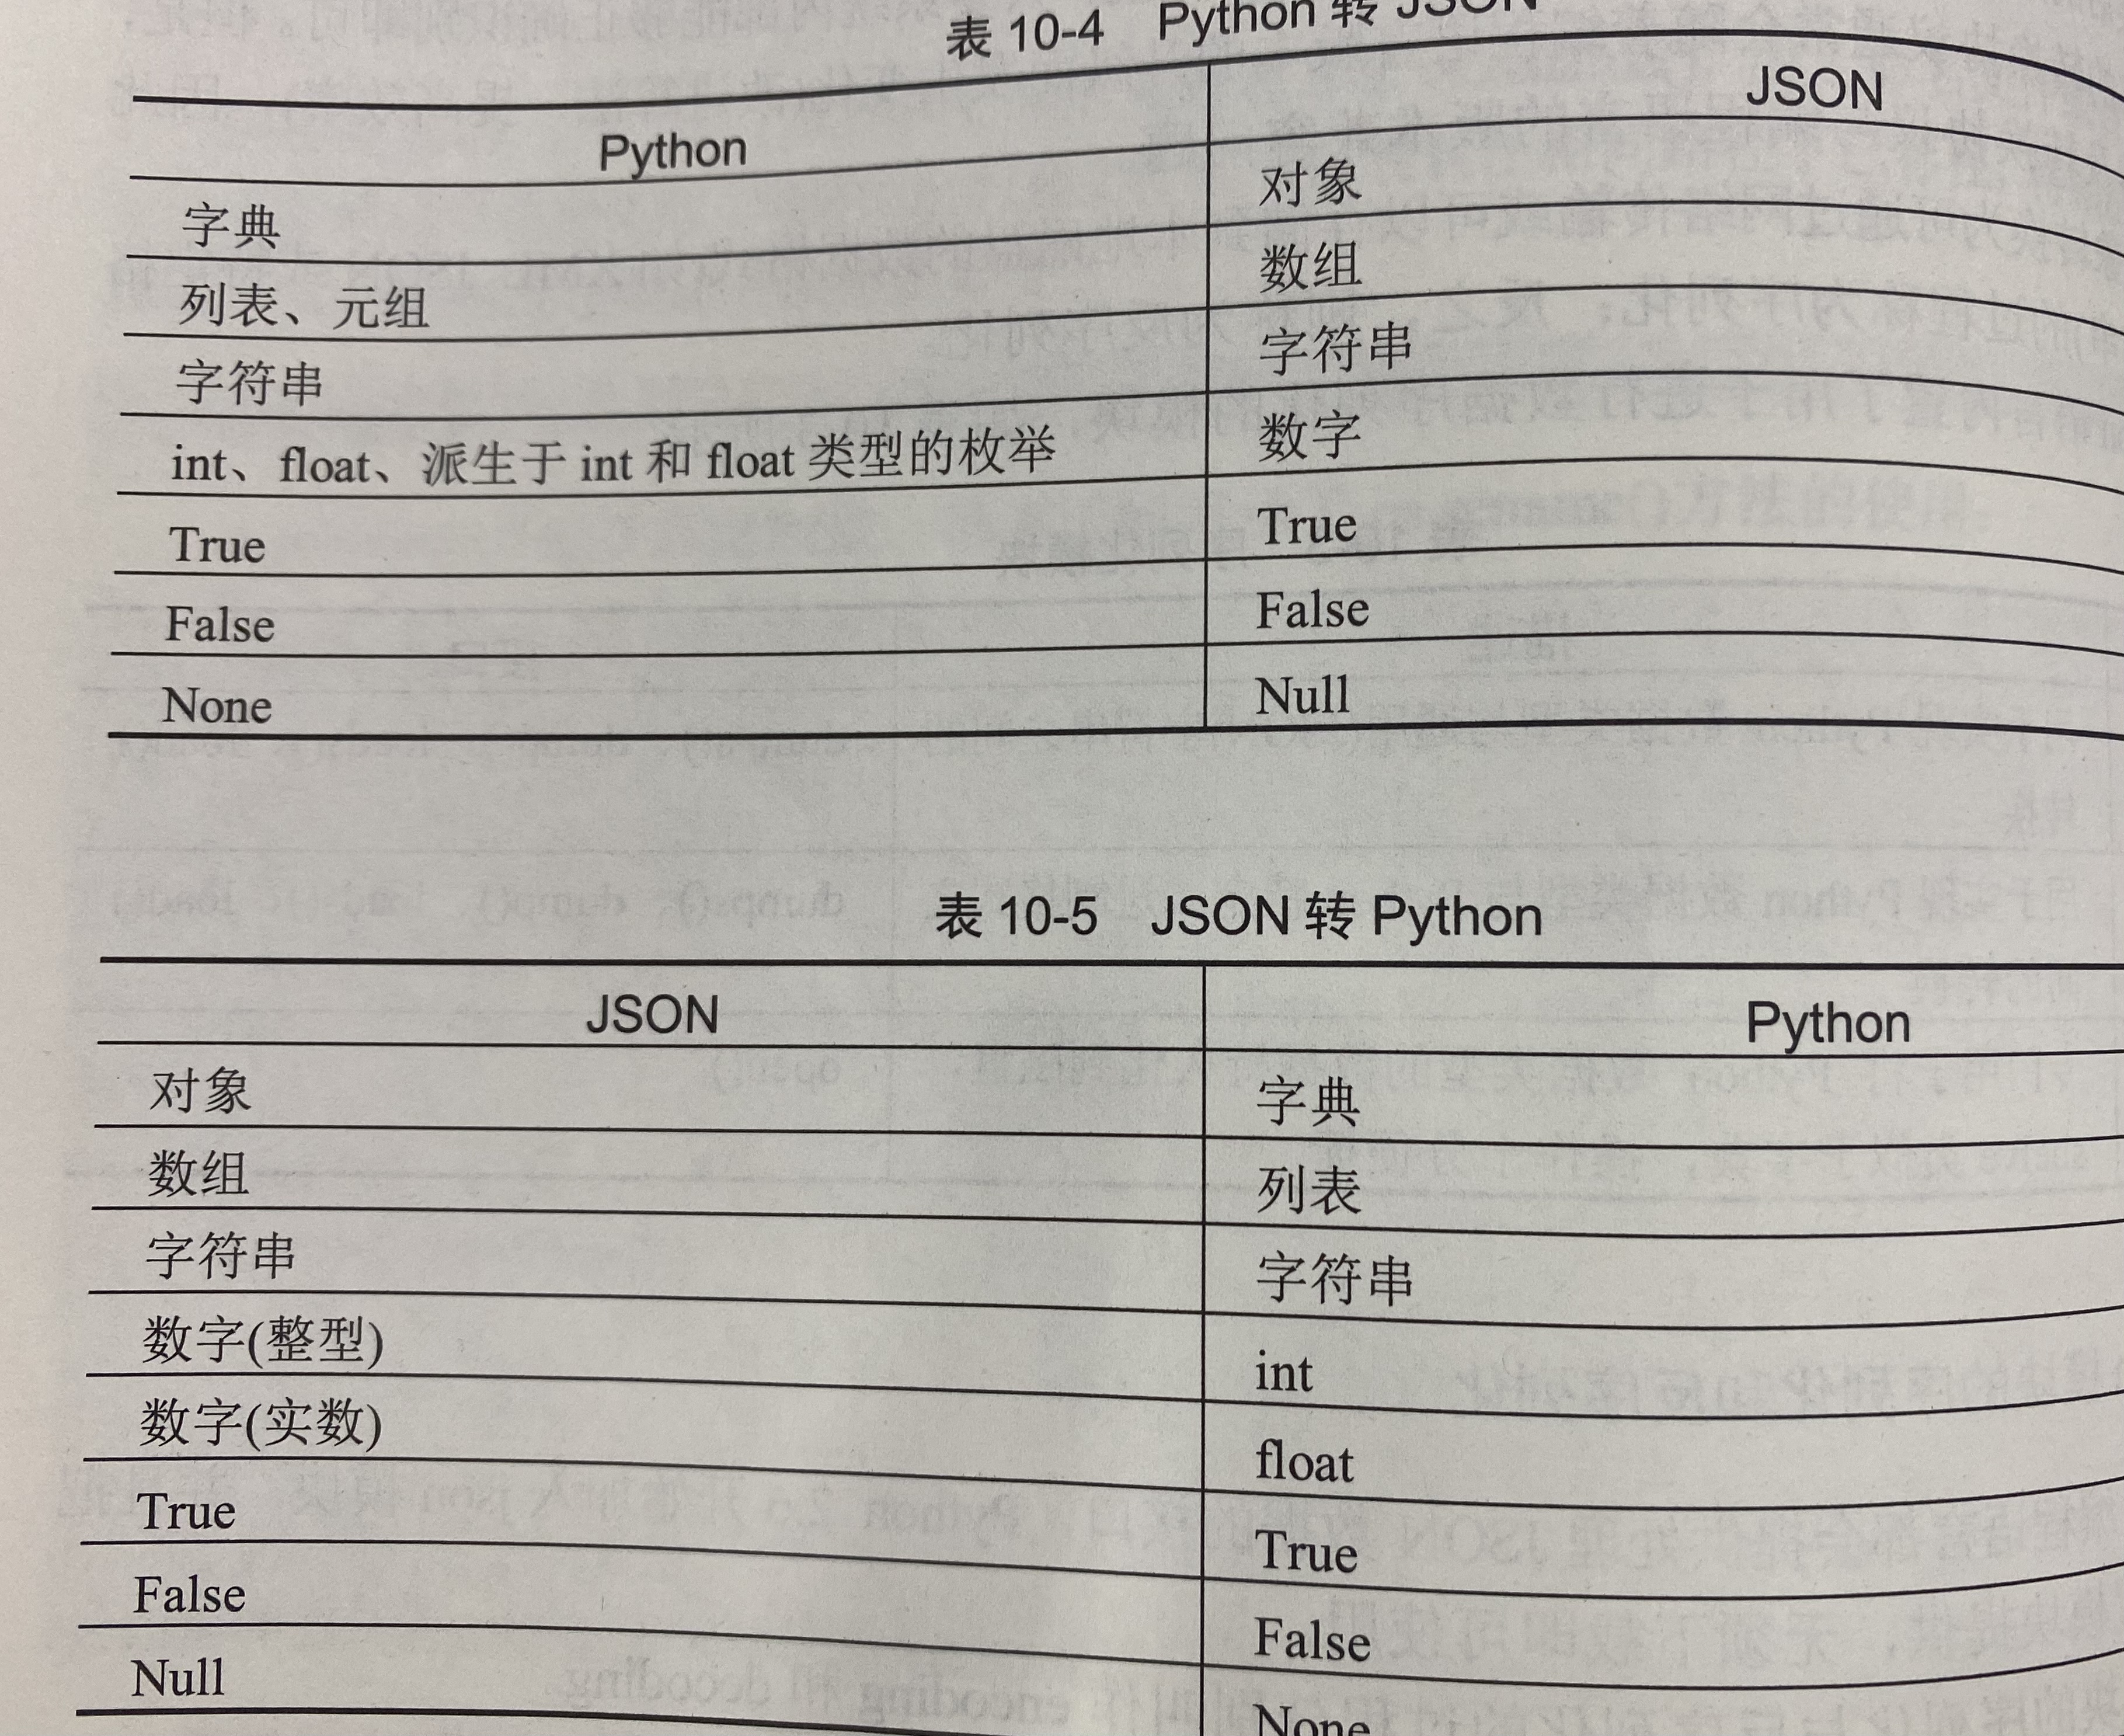 表 10-4 Python 转 JSON
Python JSON
字典 对象
列表、元组 数组
字符串 字符串
int、float、派生于 int 和 float 类型的枚举 数字
True True
False False
None Null
表 10-5 JSON 转 Python
JSON Python
对象 字典
数组 列表
字符串 字符串
数字(整型) int
数字(实数) float
True True
False False
Null None